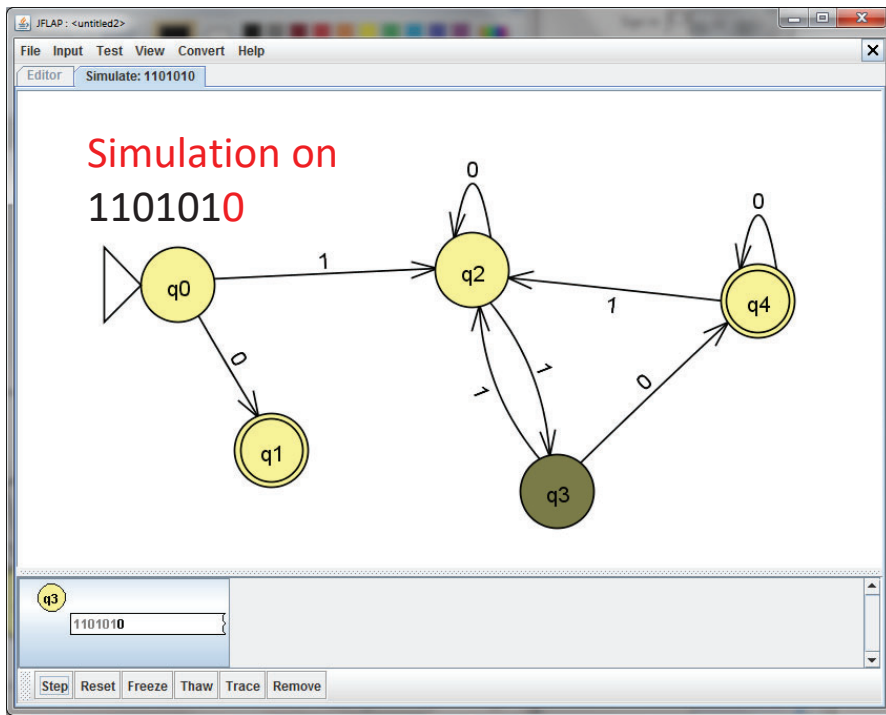 JFLAP : <untitled2>
File Input Test View Convert Help
Editor Simulate: 1101010
Simulation on
1101010
0
0
1
q0
q2
q4
1
0
1
1
0
q1
q3
q3
1101010
Step Reset Freeze Thaw Trace Remove